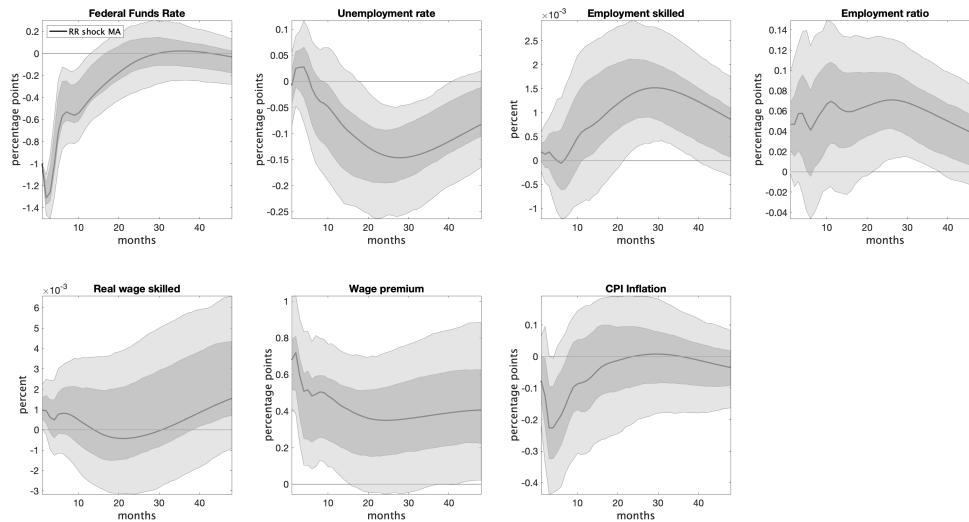 Federal Funds Rate
RR shock MA
percentage points
0
-0.2
-0.4
-0.6
-0.8
-1
-1.2
-1.4
10 20 30 40
months
Unemployment rate
percentage points
0.1
0.05
0
-0.05
-0.1
-0.15
-0.2
-0.25
10 20 30 40
months
Employment skilled
×10⁻³
percent
2.5
2
1.5
1
0.5
0
-0.5
-1
10 20 30 40
months
Employment ratio
percentage points
0.14
0.12
0.1
0.08
0.06
0.04
0.02
0
-0.02
-0.04
10 20 30 40
months
Real wage skilled
×10⁻³
percent
6
5
4
3
2
1
0
-1
-2
-3
10 20 30 40
months
Wage premium
percentage points
1
0.8
0.6
0.4
0.2
0
10 20 30 40
months
CPI Inflation
percentage points
0.1
0
-0.1
-0.2
-0.3
-0.4
10 20 30 40
months